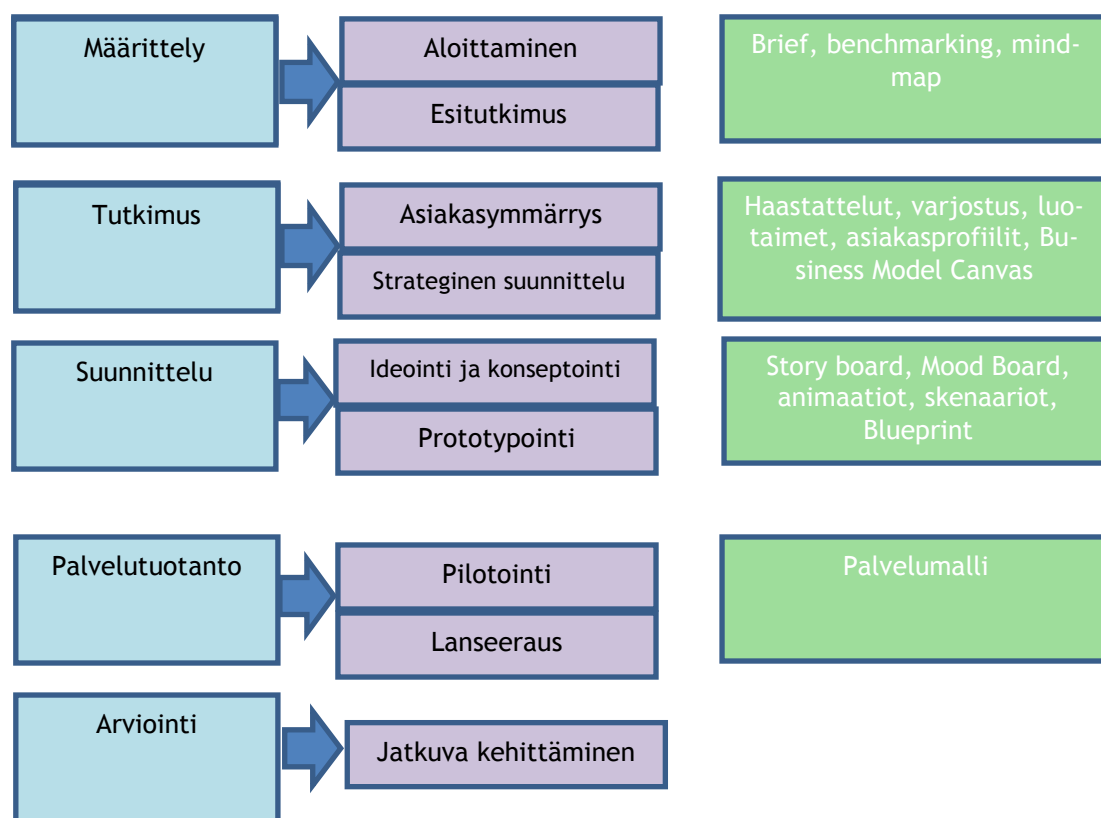 Määrittely
Aloittaminen
Esitutkimus
Brief, benchmarking, mind-
map
Tutkimus
Asiakasymmärrys
Strateginen suunnittelu
Haastattelut, varjostus, luo-
taimet, asiakasprofiilit, Bu-
siness Model Canvas
Suunnittelu
Ideointi ja konseptointi
Prototypointi
Story board, Mood Board,
animaatiot, skenaariot,
Blueprint
Palvelutuotanto
Pilotointi
Lanseeraus
Palvelumalli
Arviointi
Jatkuva kehittäminen